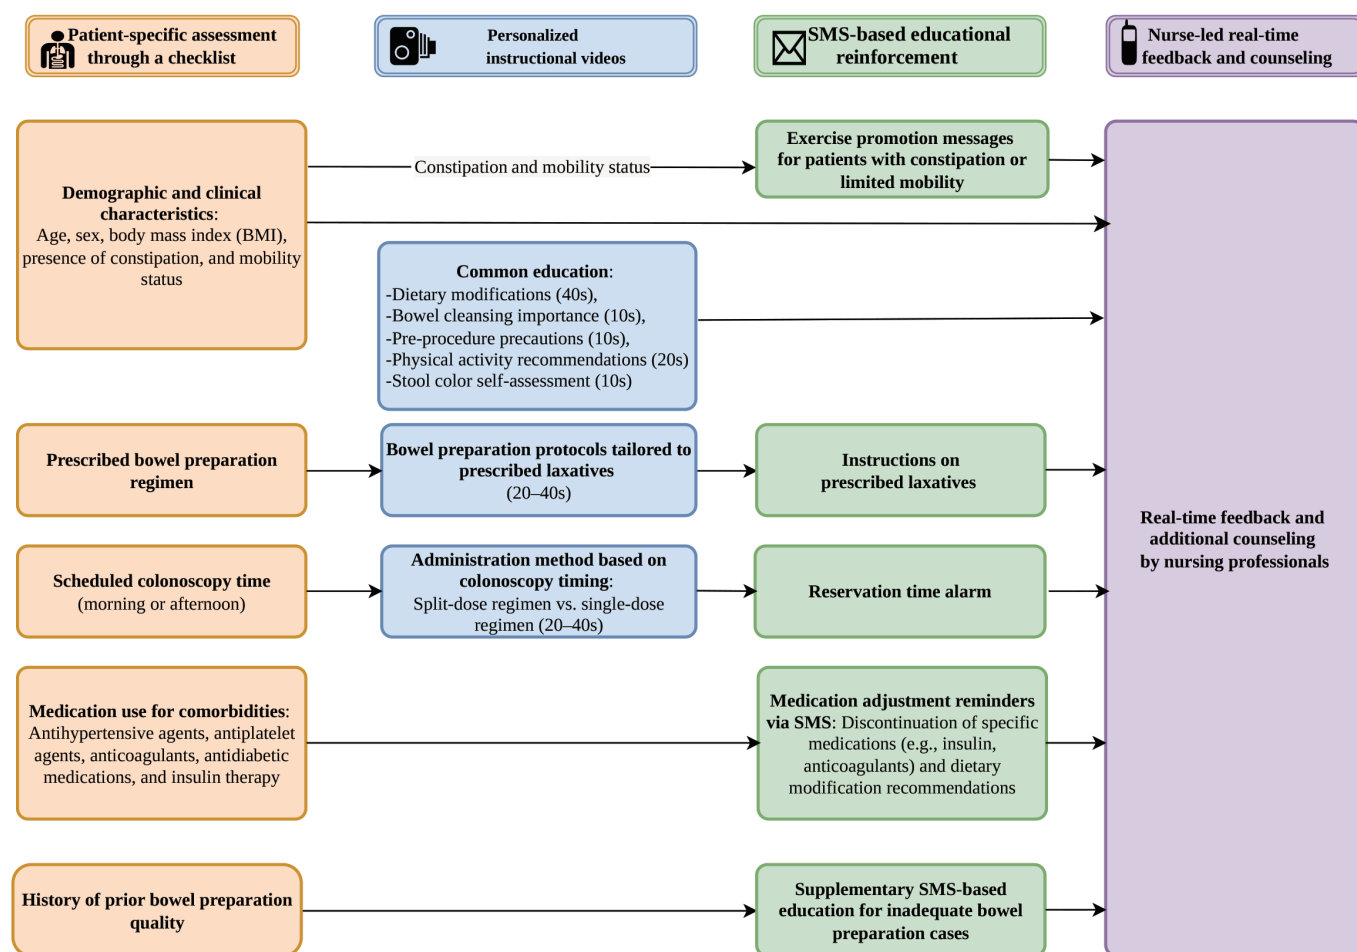 Patient-specific assessment
through a checklist
Personalized
instructional videos
SMS-based educational
reinforcement
Nurse-led real-time
feedback and counseling
Demographic and clinical
characteristics:
Age, sex, body mass index (BMI),
presence of constipation, and mobility
status
Constipation and mobility status
Exercise promotion messages
for patients with constipation or
limited mobility
Common education:
-Dietary modifications (40s),
-Bowel cleansing importance (10s),
-Pre-procedure precautions (10s),
-Physical activity recommendations (20s)
-Stool color self-assessment (10s)
Prescribed bowel preparation
regimen
Bowel preparation protocols tailored to
prescribed laxatives
(20–40s)
Instructions on
prescribed laxatives
Scheduled colonoscopy time
(morning or afternoon)
Administration method based on
colonoscopy timing:
Split-dose regimen vs. single-dose
regimen (20–40s)
Reservation time alarm
Medication use for comorbidities:
Antihypertensive agents, antiplatelet
agents, anticoagulants, antidiabetic
medications, and insulin therapy
Medication adjustment reminders
via SMS: Discontinuation of specific
medications (e.g., insulin,
anticoagulants) and dietary
modification recommendations
History of prior bowel preparation
quality
Supplementary SMS-based
education for inadequate bowel
preparation cases
Real-time feedback and
additional counseling
by nursing professionals